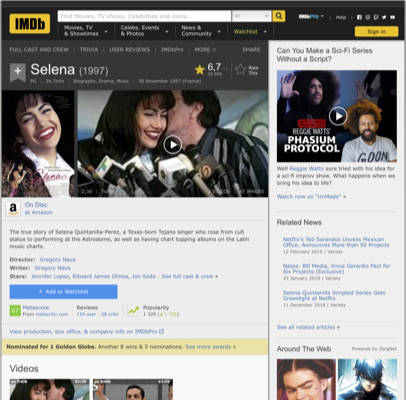 IMDb
Find Movies, TV shows, Celebrities and more...
All
IMDbPro
Help
Movies, TV & Showtimes
Celebs, Events & Photos
News & Community
Watchlist
Sign in
FULL CAST AND CREW | TRIVIA | USER REVIEWS | IMDbPro | MORE
SHARE
+
Selena (1997)
6,7
Rate This
PG | 2h 7min | Biography, Drama, Music | 30 November 1997 (France)
2:30 | Trailer
47 IMAGES
On Disc
at Amazon
The true story of Selena Quintanilla-Perez, a Texas-born Tejano singer who rose from cult
status to performing at the Astrodome, as well as having chart topping albums on the Latin
music charts.
Director: Gregory Nava
Writer: Gregory Nava
Stars: Jennifer Lopez, Edward James Olmos, Jon Seda | See full cast & crew »
+ Add to Watchlist
Metascore
From metacritic.com
Reviews
154 user | 38 critic
Popularity
View production, box office, & company info on IMDbPro
Nominated for 1 Golden Globe. Another 8 wins & 5 nominations. See more awards »
Videos
Can You Make a Sci-Fi Series
Without a Script?
REGGIE WATTS'
PHASIUM
PROTOCOL
Well Reggie Watts sure tried with his idea for
a sci-fi improv show. What happens when we
bring his idea to life?
Watch now on "UnMade" »
Related News
Netflix's Ted Sarandos Unveils Mexican
Office, Announces More than 50 Projects
12 February 2019 | Variety
Natpe: Bif Media, Vince Gerardis Pact for
Six Projects (Exclusive)
23 January 2019 | Variety
Selena Quintanilla Scripted Series Gets
Greenlight at Netflix
11 December 2018 | Variety
See all related articles »
Around The Web
Powered by ZergNet